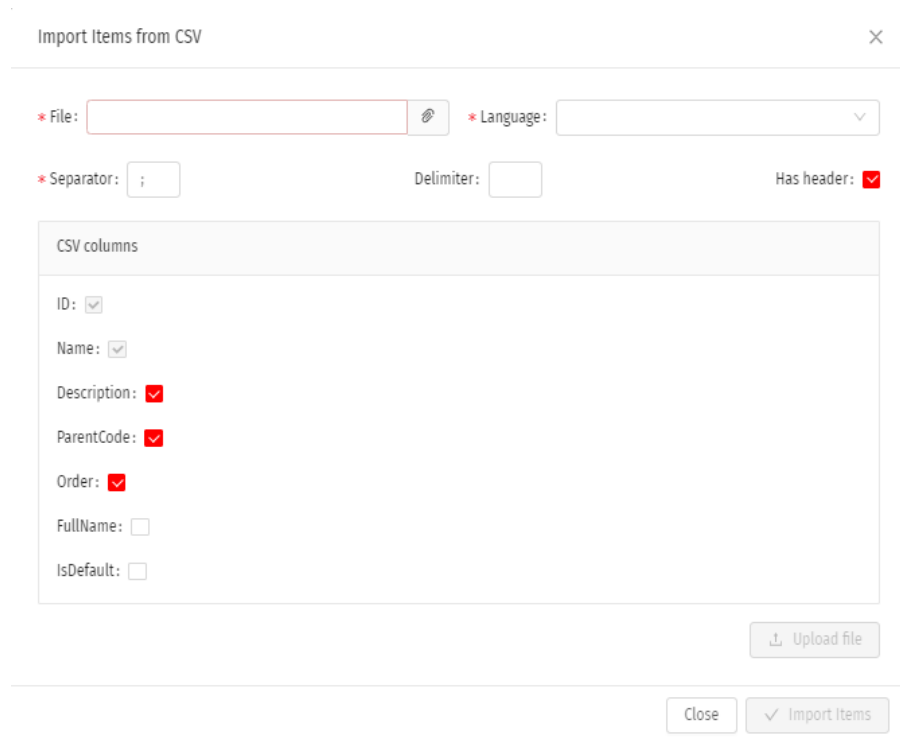 Import Items from CSV
* File: * Language:
* Separator: ; Delimiter: Has header:
CSV columns
ID:
Name:
Description:
ParentCode:
Order:
FullName:
IsDefault:
Upload file
Close Import Items